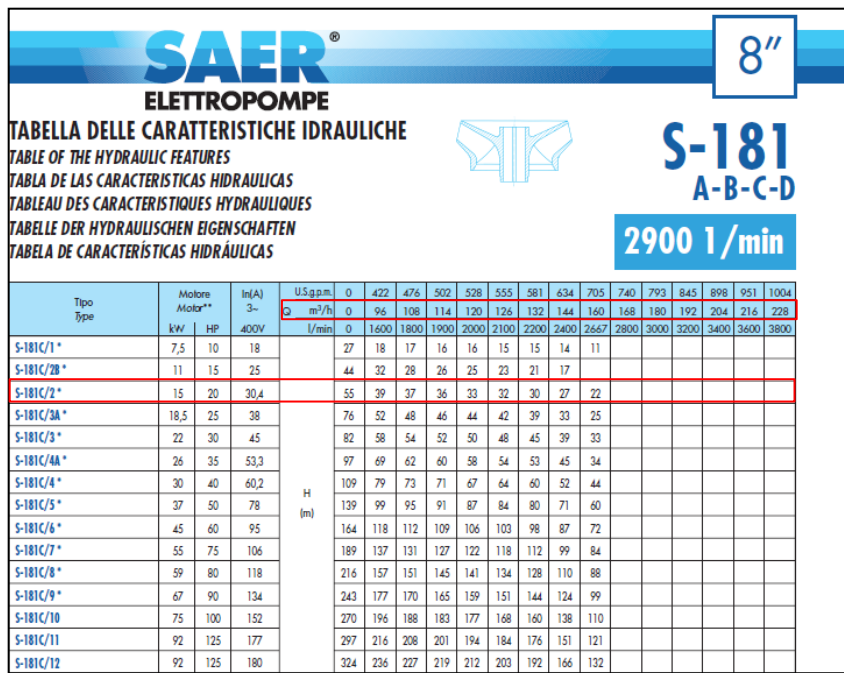 SAER®
ELETTROPOMPE
8"
TABELLA DELLE CARATTERISTICHE IDRAULICHE
TABLE OF THE HYDRAULIC FEATURES
TABLA DE LAS CARACTERISTICAS HIDRAULICAS
TABLEAU DES CARACTERISTIQUES HYDRAULIQUES
TABELLE DER HYDRAULISCHEN EIGENSCHAFTEN
TABELA DE CARACTERÍSTICAS HIDRÁULICAS
S-181
A-B-C-D
2900 1/min
Tipo Type Motore Motor** In(A) 3~ 400V U.S.g.p.m. 0 422 476 502 528 555 581 634 705 740 793 845 898 951 1004
Q m³/h 0 96 108 114 120 126 132 144 160 168 180 192 204 216 228
kW HP l/min 0 1600 1800 1900 2000 2100 2200 2400 2667 2800 3000 3200 3400 3600 3800
S-181C/1 * 7,5 10 18 27 18 17 16 16 15 15 14 11
S-181C/2B * 11 15 25 44 32 28 26 25 23 21 17
S-181C/2 * 15 20 30,4 55 39 37 36 33 32 30 27 22
S-181C/3A * 18,5 25 38 76 52 48 46 44 42 39 33 25
S-181C/3 * 22 30 45 82 58 54 52 50 48 45 39 33
S-181C/4A * 26 35 53,3 97 69 62 60 58 54 53 45 34
S-181C/4 * 30 40 60,2 109 79 73 71 67 64 60 52 44
H (m)
S-181C/5 * 37 50 78 139 99 95 91 87 84 80 71 60
S-181C/6 * 45 60 95 164 118 112 109 106 103 98 87 72
S-181C/7 * 55 75 106 189 137 131 127 122 118 112 99 84
S-181C/8 * 59 80 118 216 157 151 145 141 134 128 110 88
S-181C/9 * 67 90 134 243 177 170 165 159 151 144 124 99
S-181C/10 75 100 152 270 196 188 183 177 168 160 138 110
S-181C/11 92 125 177 297 216 208 201 194 184 176 151 121
S-181C/12 92 125 180 324 236 227 219 212 203 192 166 132